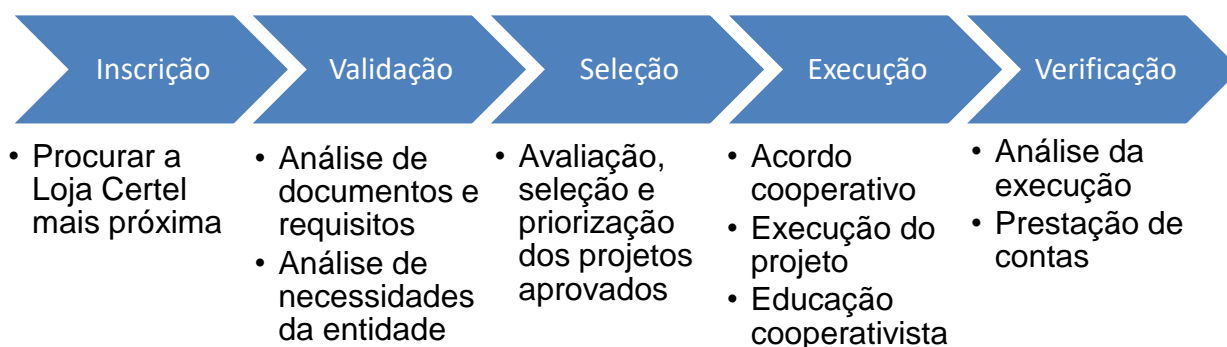 Inscrição
Validação
Seleção
Execução
Verificação
• Procurar a
Loja Certel
mais próxima
• Análise de
documentos e
requisitos
• Análise de
necessidades
da entidade
• Avaliação,
seleção e
priorização
dos projetos
aprovados
• Acordo
cooperativo
• Execução do
projeto
• Educação
cooperativista
• Análise da
execução
• Prestação de
contas